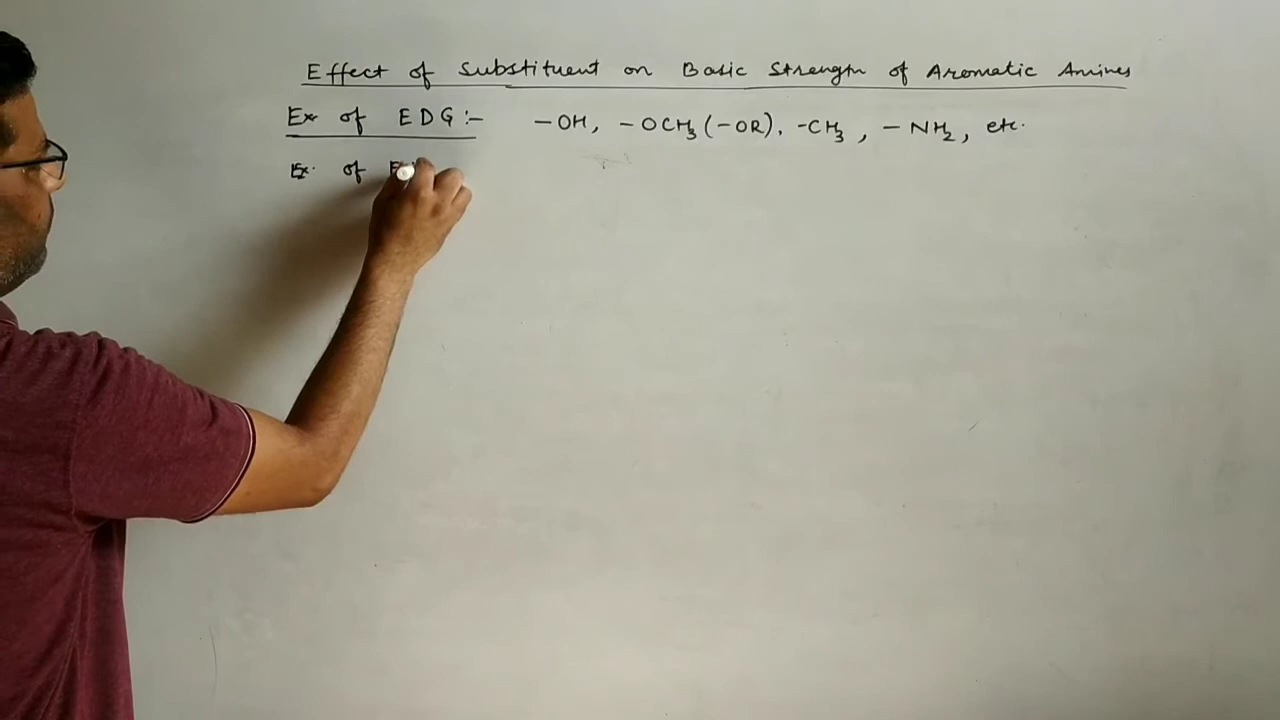 Effect of Substituent on Basic Strength of Aromatic Amines
Ex of EDG :- -OH, -OCH3 (-OR), -CH3, -NH2, etc.
Ex. of